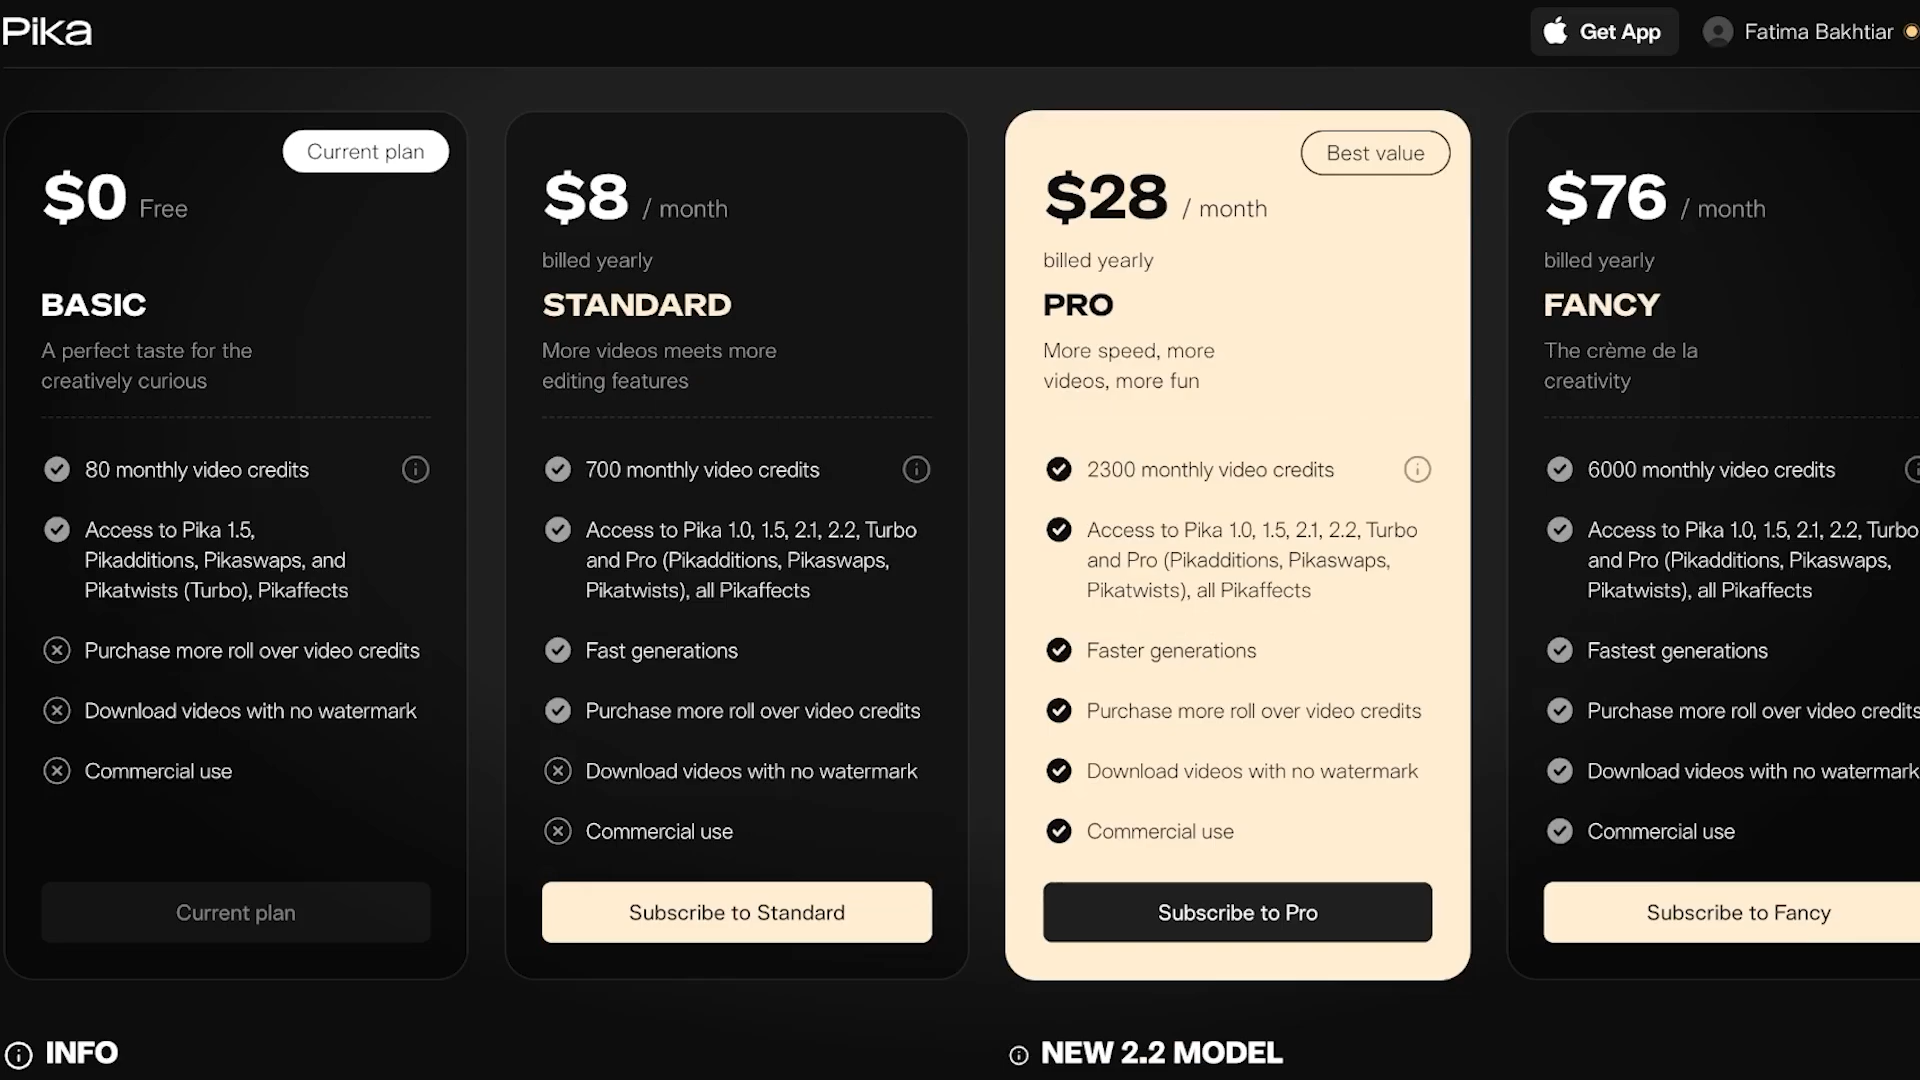 Pika
Get App
Fatima Bakhtiar
Current plan
$0 Free
BASIC
A perfect taste for the
creatively curious
80 monthly video credits
Access to Pika 1.5,
Pikadditions, Pikaswaps, and
Pikatwists (Turbo), Pikaffects
Purchase more roll over video credits
Download videos with no watermark
Commercial use
Current plan
$8 / month
billed yearly
STANDARD
More videos meets more
editing features
700 monthly video credits
Access to Pika 1.0, 1.5, 2.1, 2.2, Turbo
and Pro (Pikadditions, Pikaswaps,
Pikatwists), all Pikaffects
Fast generations
Purchase more roll over video credits
Download videos with no watermark
Commercial use
Subscribe to Standard
Best value
$28 / month
billed yearly
PRO
More speed, more
videos, more fun
2300 monthly video credits
Access to Pika 1.0, 1.5, 2.1, 2.2, Turbo
and Pro (Pikadditions, Pikaswaps,
Pikatwists), all Pikaffects
Faster generations
Purchase more roll over video credits
Download videos with no watermark
Commercial use
Subscribe to Pro
$76 / month
billed yearly
FANCY
The crème de la
creativity
6000 monthly video credits
Access to Pika 1.0, 1.5, 2.1, 2.2, Turbo
and Pro (Pikadditions, Pikaswaps,
Pikatwists), all Pikaffects
Fastest generations
Purchase more roll over video credits
Download videos with no watermark
Commercial use
Subscribe to Fancy
INFO
NEW 2.2 MODEL